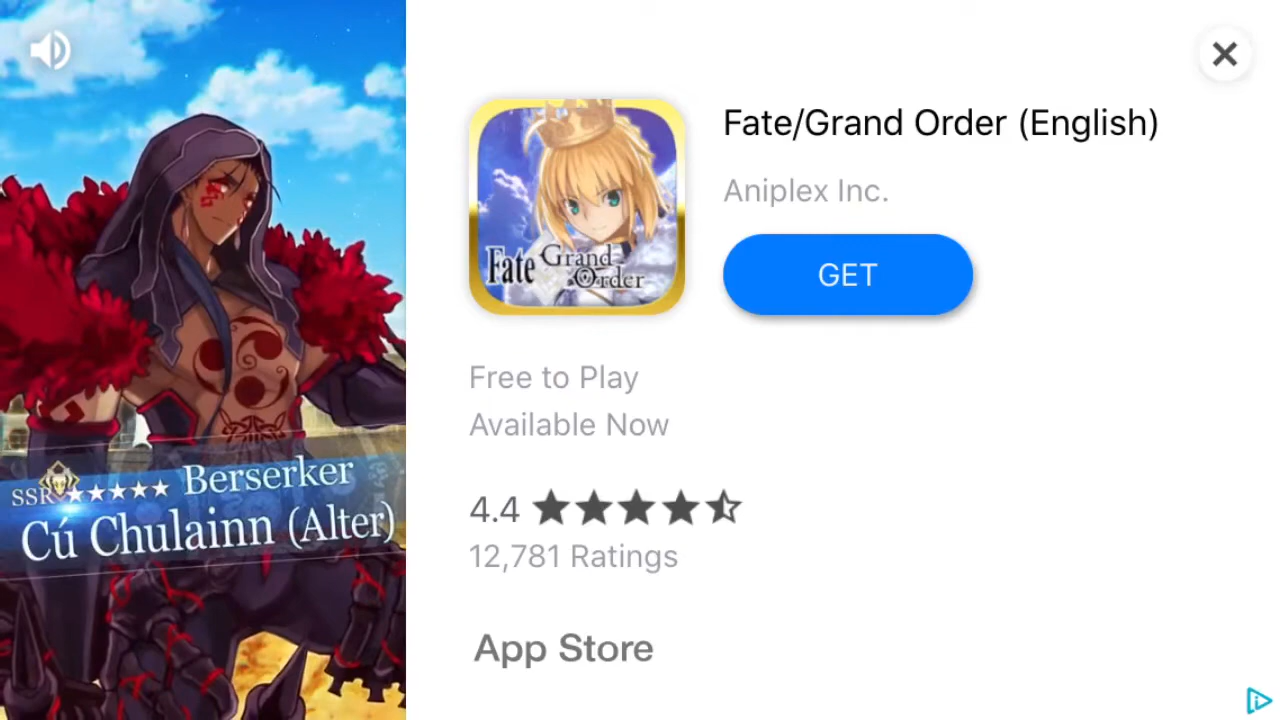 SSR ★★★★★ Berserker
Cú Chulainn (Alter)
Fate Grand
Order
Fate/Grand Order (English)
Aniplex Inc.
GET
Free to Play
Available Now
4.4
12,781 Ratings
App Store